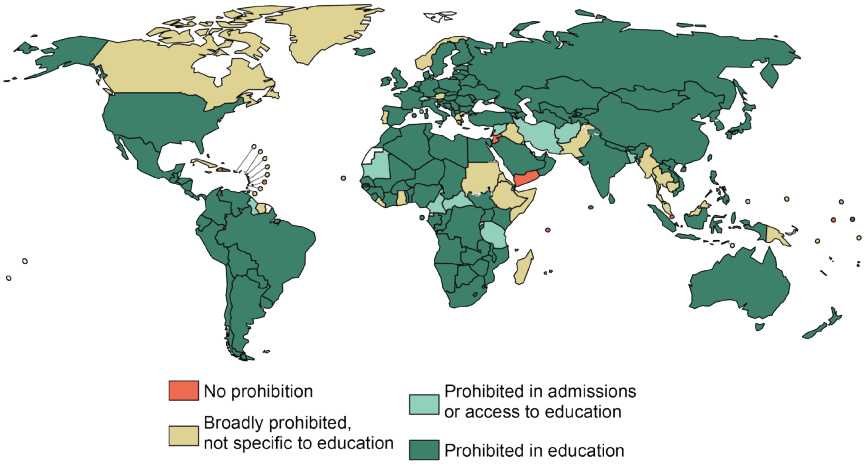 No prohibition
Broadly prohibited,
not specific to education
Prohibited in admissions
or access to education
Prohibited in education